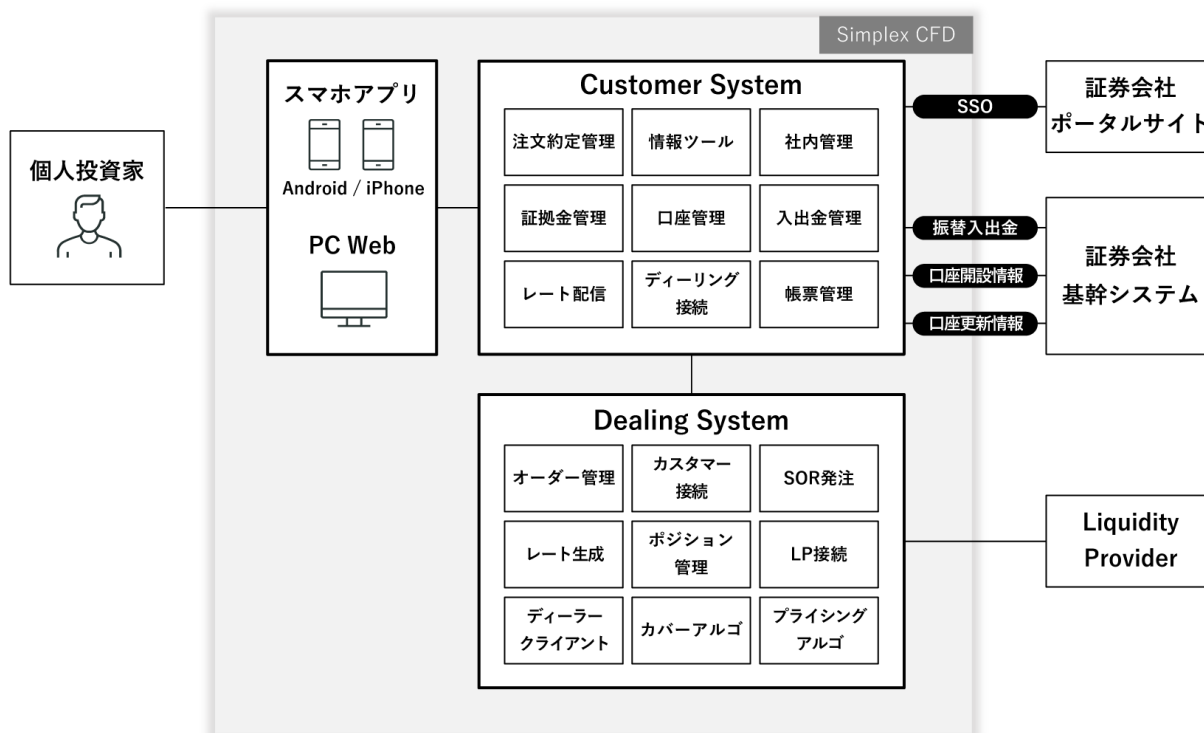 Simplex CFD
個人投資家
スマホアプリ
Android / iPhone
PC Web
Customer System
注文約定管理
情報ツール
社内管理
証拠金管理
口座管理
入出金管理
レート配信
ディーリング
接続
帳票管理
SSO
証券会社
ポータルサイト
振替入出金
口座開設情報
口座更新情報
証券会社
基幹システム
Dealing System
オーダー管理
カスタマー
接続
SOR発注
レート生成
ポジション
管理
LP接続
ディーラー
クライアント
カバーアルゴ
プライシング
アルゴ
Liquidity
Provider